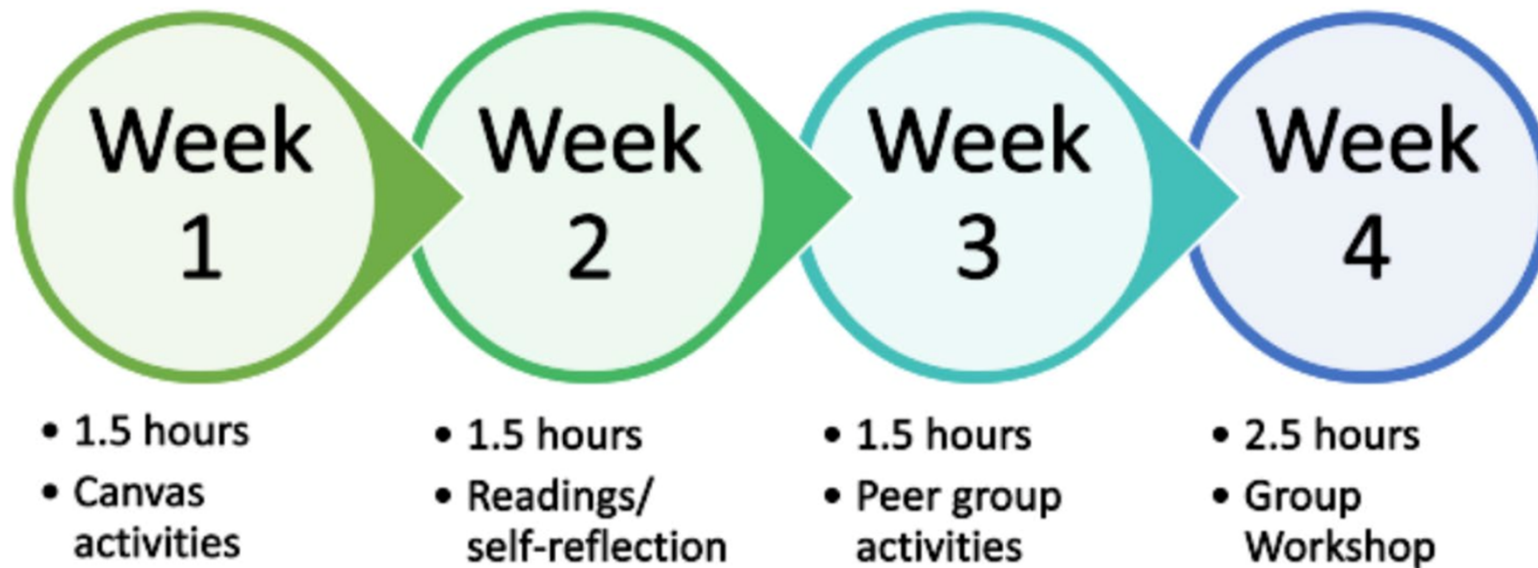 Week
1
• 1.5 hours
• Canvas
activities
Week
2
• 1.5 hours
• Readings/
self-reflection
Week
3
• 1.5 hours
• Peer group
activities
Week
4
• 2.5 hours
• Group
Workshop